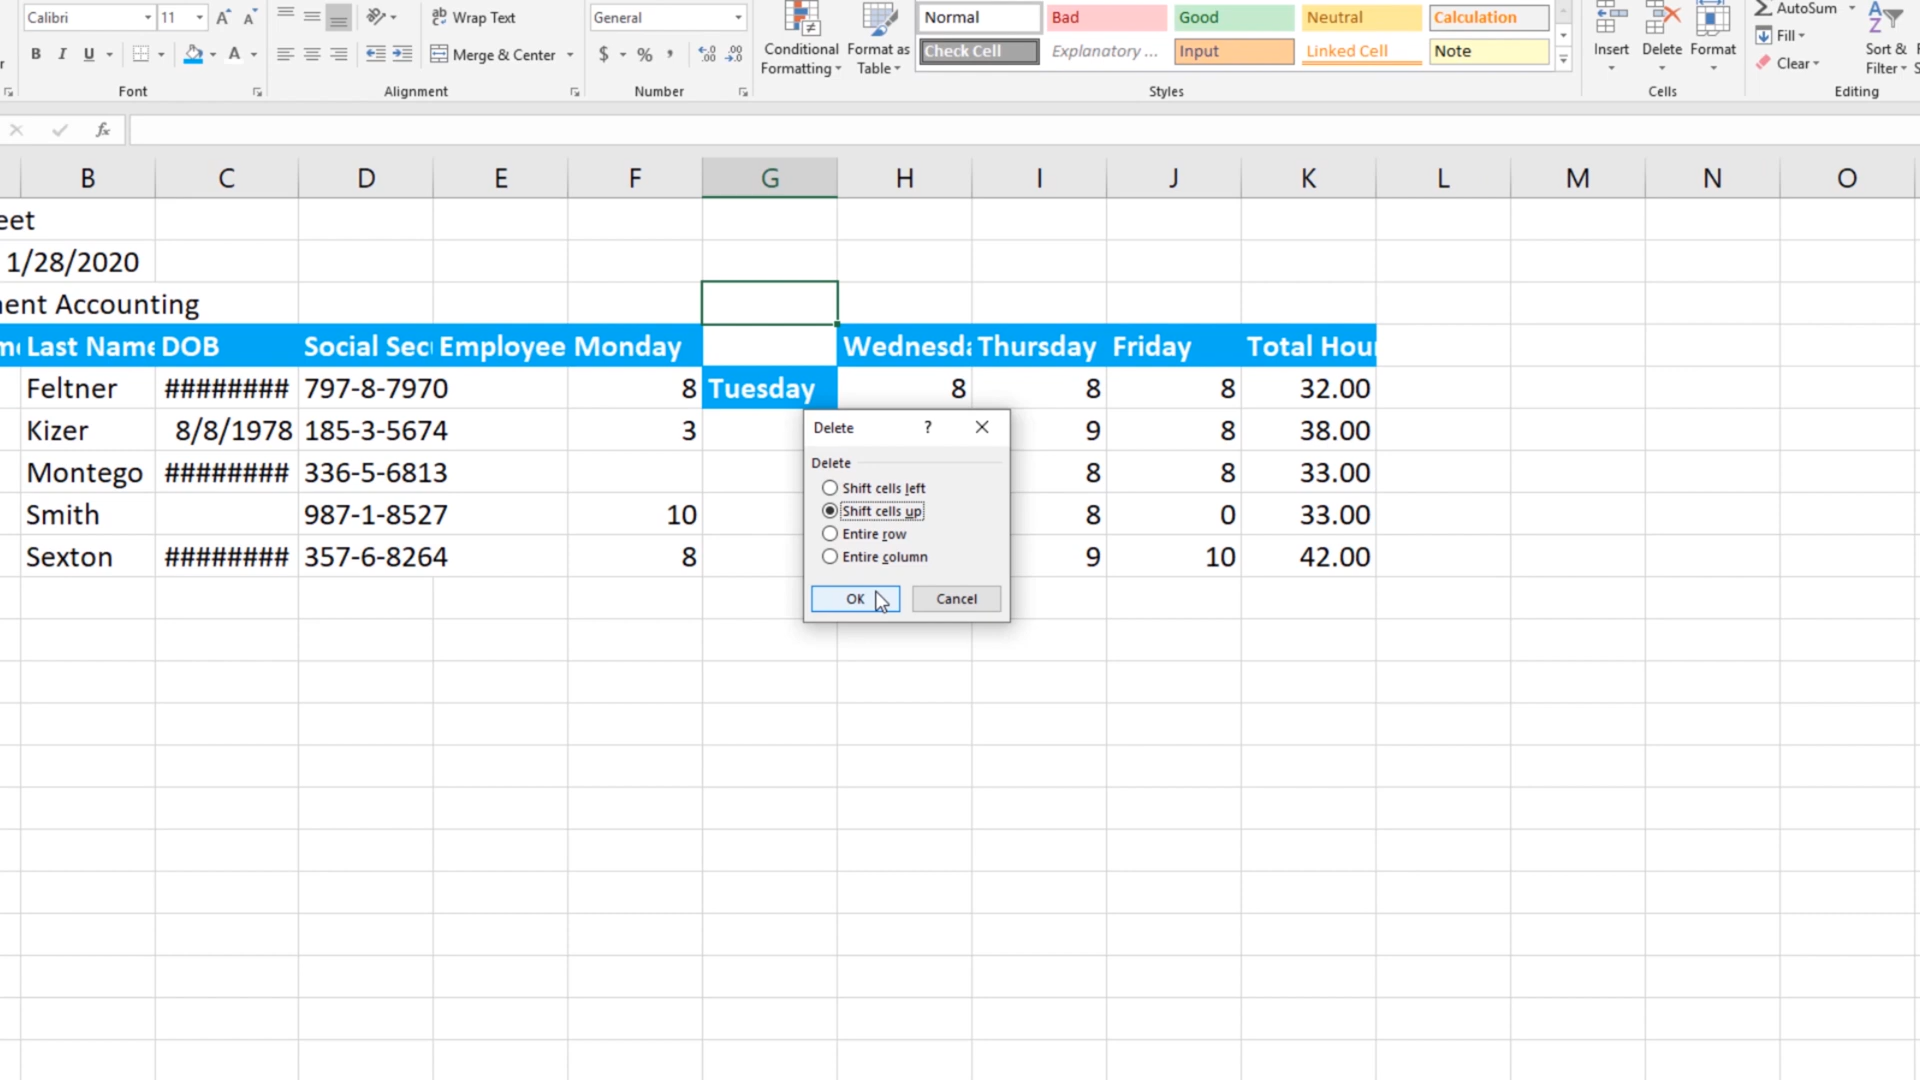 Calibri 11 Wrap Text General Normal Bad Good Neutral Calculation AutoSum
B I U A Merge & Center $ % , Conditional Formatting Format as Table Check Cell Explanatory ... Input Linked Cell Note Insert Delete Format Fill Clear Sort & Filter
Font Alignment Number Styles Cells Editing
fx
B C D E F G H I J K L M N O
eet
1/28/2020
nent Accounting
Last Name DOB Social Secu Employee Monday Wednesda Thursday Friday Total Hour
Feltner ######## 797-8-7970 8 Tuesday 8 8 8 32.00
Kizer 8/8/1978 185-3-5674 3 9 8 38.00
Montego ######## 336-5-6813 8 8 33.00
Smith 987-1-8527 10 8 0 33.00
Sexton ######## 357-6-8264 8 9 10 42.00
Delete ?
Delete
Shift cells left
Shift cells up
Entire row
Entire column
OK Cancel